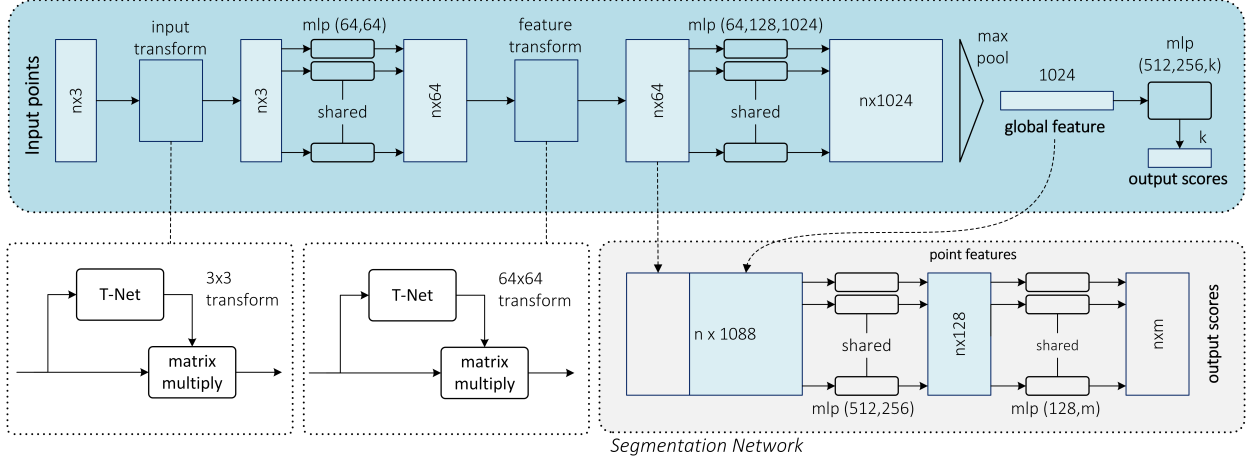 Input points
nx3
input
transform
nx3
mlp (64,64)
shared
nx64
feature
transform
nx64
mlp (64,128,1024)
shared
nx1024
max
pool
1024
global feature
mlp
(512,256,k)
k
output scores
T-Net
3x3
transform
matrix
multiply
T-Net
64x64
transform
matrix
multiply
point features
n x 1088
shared
mlp (512,256)
nx128
shared
mlp (128,m)
nxm
output scores
Segmentation Network